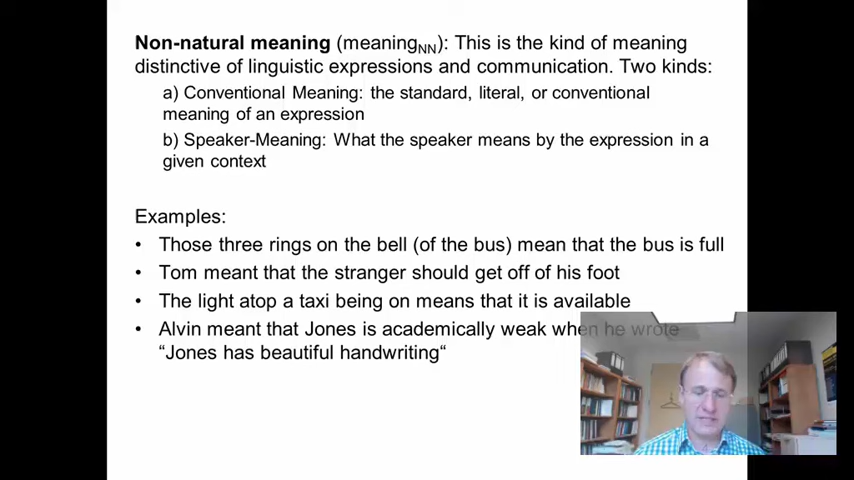 Non-natural meaning (meaningNN): This is the kind of meaning
distinctive of linguistic expressions and communication. Two kinds:
a) Conventional Meaning: the standard, literal, or conventional
meaning of an expression
b) Speaker-Meaning: What the speaker means by the expression in a
given context
Examples:
• Those three rings on the bell (of the bus) mean that the bus is full
• Tom meant that the stranger should get off of his foot
• The light atop a taxi being on means that it is available
• Alvin meant that Jones is academically weak when he wrote
“Jones has beautiful handwriting“